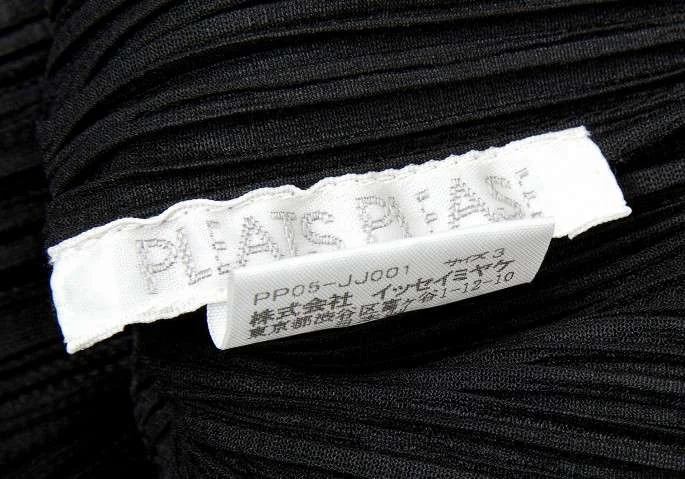 PLEATS PLEASE
PP05-JJ001 サイズ 3
株式会社 イッセイミヤケ
東京都渋谷区富ヶ谷1-12-10